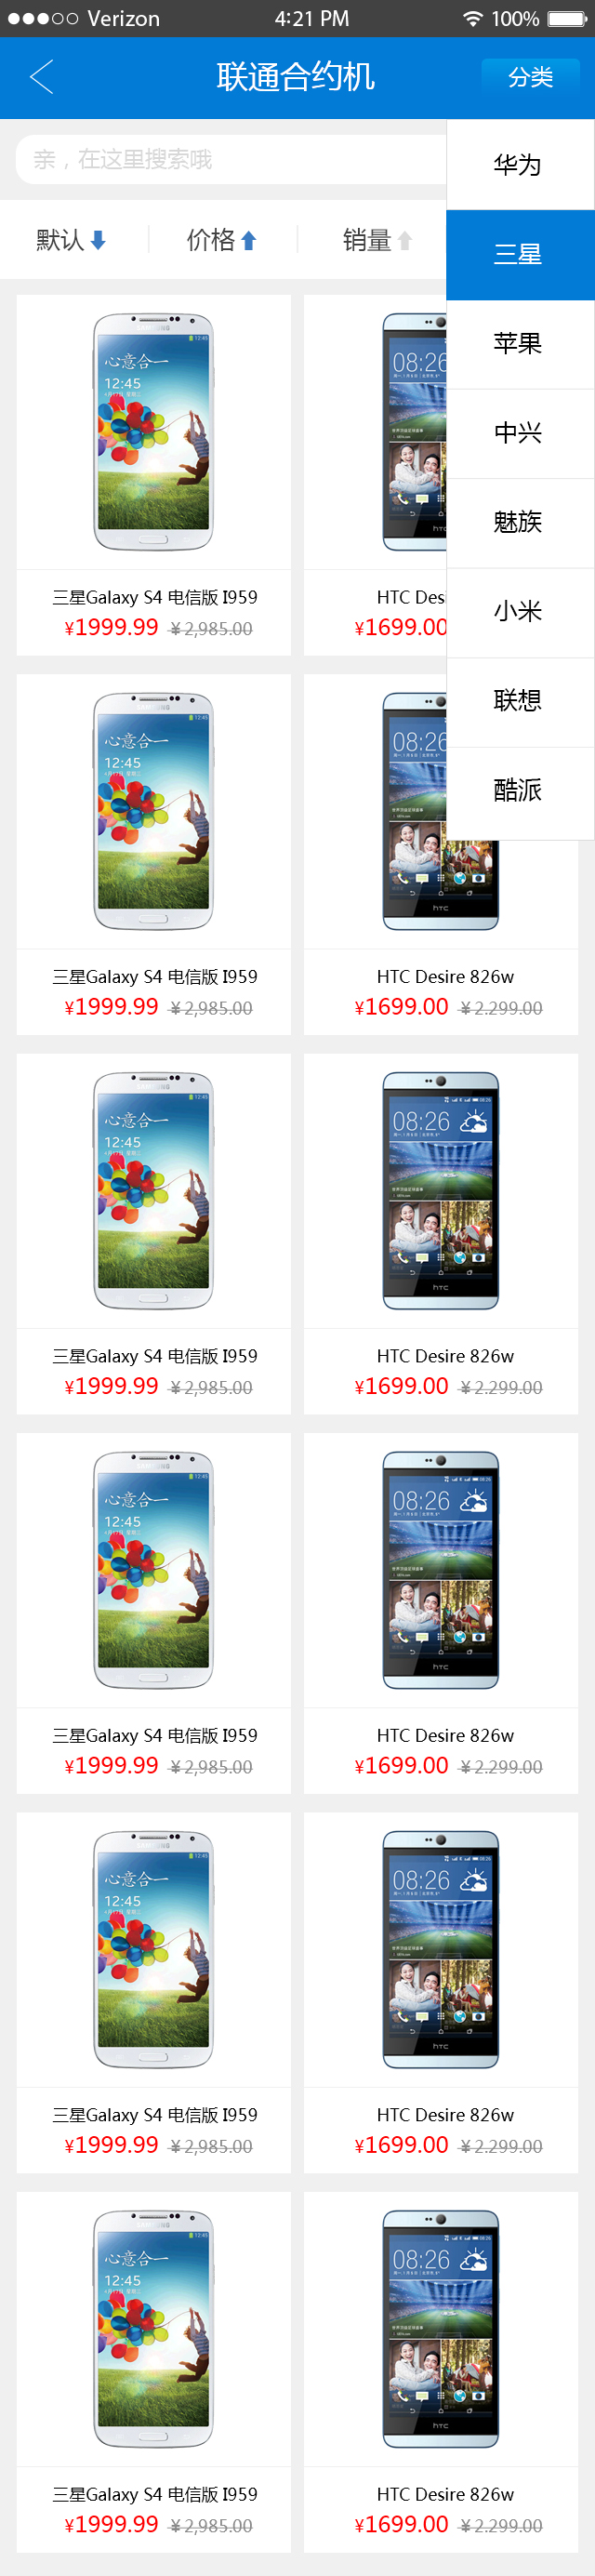 Verizon 4:21 PM 100%
联通合约机 分类
亲，在这里搜索哦
默认 价格 销量
华为
三星
苹果
中兴
魅族
小米
联想
酷派
心意合一
12:45
08:26
三星Galaxy S4 电信版 I959
¥1999.99 ¥2,985.00
HTC Des
¥1699.00
心意合一
12:45
08:26
hTC
三星Galaxy S4 电信版 I959
¥1999.99 ¥2,985.00
HTC Desire 826w
¥1699.00 ¥2.299.00
心意合一
12:45
08:26
hTC
三星Galaxy S4 电信版 I959
¥1999.99 ¥2,985.00
HTC Desire 826w
¥1699.00 ¥2.299.00
心意合一
12:45
08:26
hTC
三星Galaxy S4 电信版 I959
¥1999.99 ¥2,985.00
HTC Desire 826w
¥1699.00 ¥2.299.00
心意合一
12:45
08:26
hTC
三星Galaxy S4 电信版 I959
¥1999.99 ¥2,985.00
HTC Desire 826w
¥1699.00 ¥2.299.00
心意合一
12:45
08:26
hTC
三星Galaxy S4 电信版 I959
¥1999.99 ¥2,985.00
HTC Desire 826w
¥1699.00 ¥2.299.00